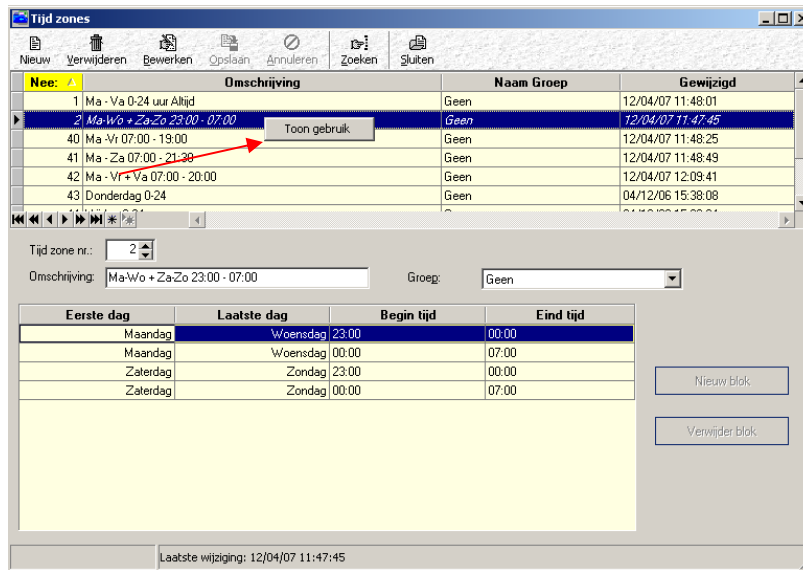 Tijd zones
Nieuw Verwijderen Bewerken Opslaan Annuleren Zoeken Sluiten
Nee: Omschrijving Naam Groep Gewijzigd
1 Ma - Va 0-24 uur Altijd Geen 12/04/07 11:48:01
2 Ma-Wo + Za-Zo 23:00 - 07:00 Geen 12/04/07 11:47:45
Toon gebruik
40 Ma -Vr 07:00 - 19:00 Geen 12/04/07 11:48:25
41 Ma - Za 07:00 - 21:30 Geen 12/04/07 11:48:49
42 Ma - Vr + Va 07:00 - 20:00 Geen 12/04/07 12:09:41
43 Donderdag 0-24 Geen 04/12/06 15:38:08
Tijd zone nr.: 2
Omschrijving: Ma-Wo + Za-Zo 23:00 - 07:00 Groep: Geen
Eerste dag Laatste dag Begin tijd Eind tijd
Maandag Woensdag 23:00 00:00
Maandag Woensdag 00:00 07:00
Zaterdag Zondag 23:00 00:00
Zaterdag Zondag 00:00 07:00
Nieuw blok
Verwijder blok
Laatste wijziging: 12/04/07 11:47:45